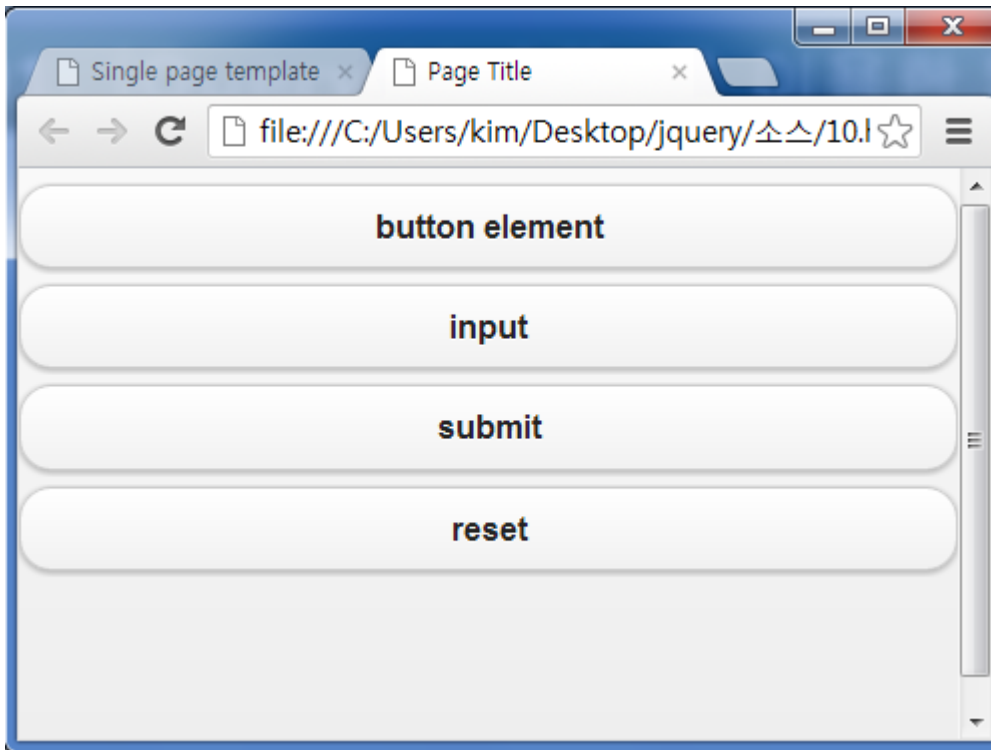 Single page template
Page Title
file:///C:/Users/kim/Desktop/jquery/소스/10.
button element
input
submit
reset